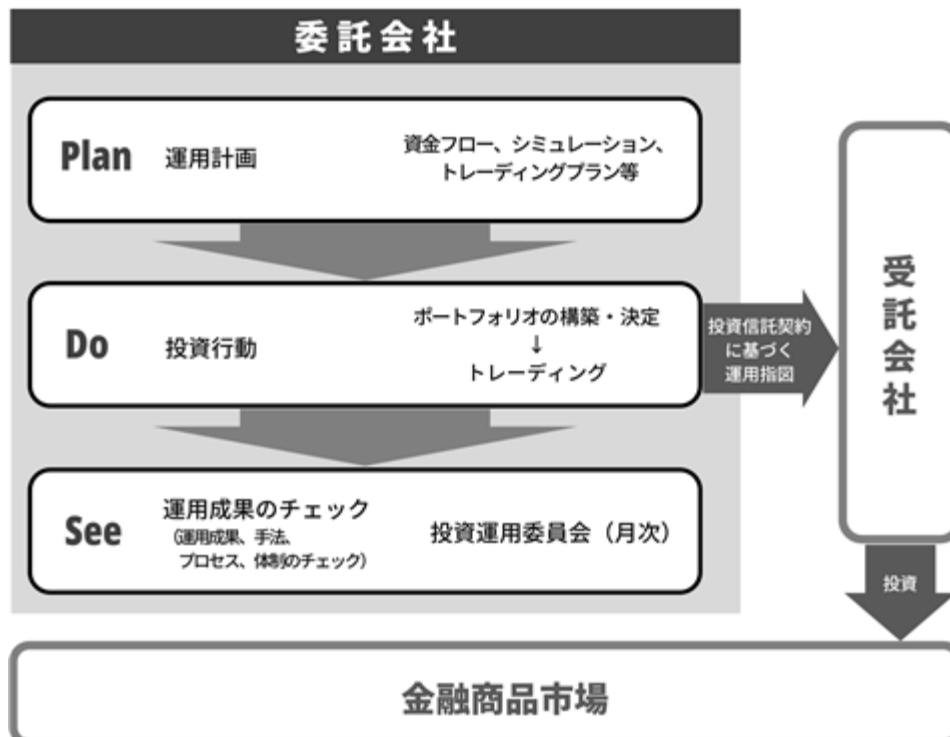 委託会社
Plan 運用計画
資金フロー、シミュレーション、
トレーディングプラン等
Do 投資行動
ポートフォリオの構築・決定
↓
トレーディング
投資信託契約
に基づく
運用指図
受託会社
See
運用成果のチェック
(運用成果、手法、
プロセス、体制のチェック)
投資運用委員会（月次）
投資
金融商品市場